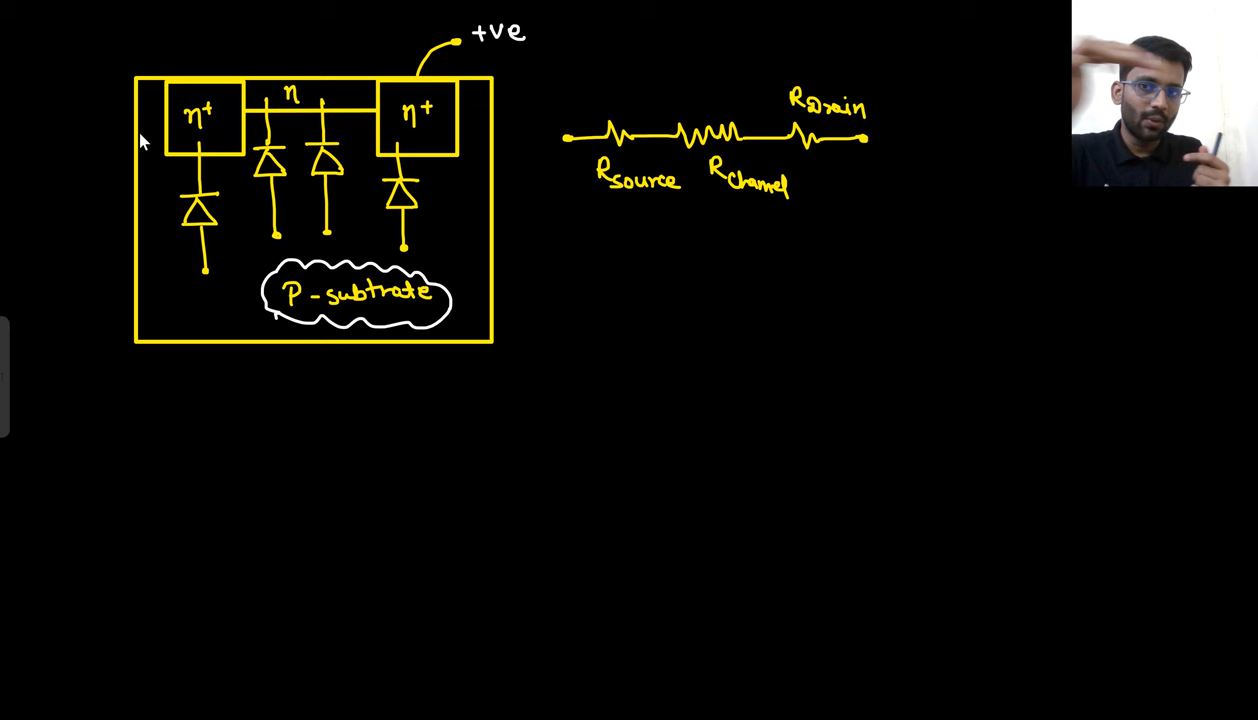 +ve
n+
n
n+
RDrain
Rsource
Rchannel
P-subtrate